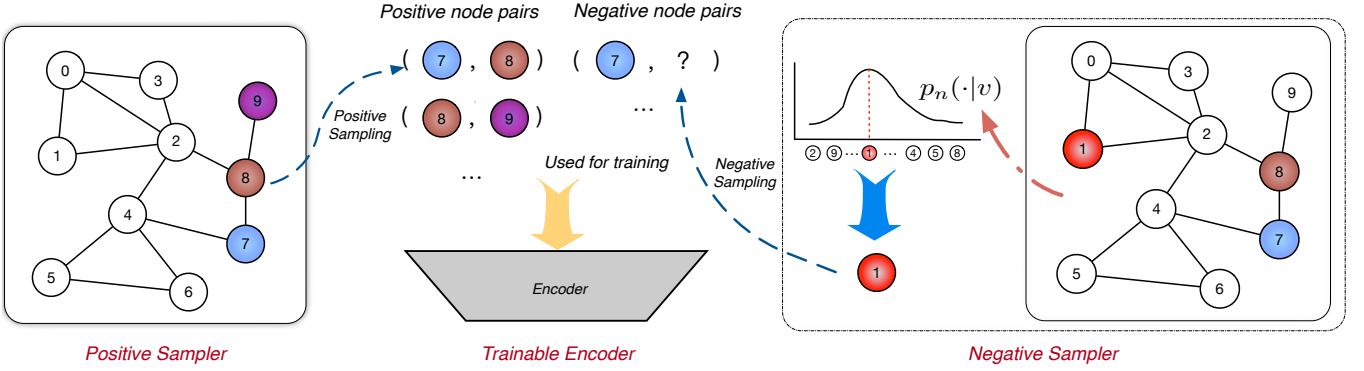 Positive node pairs
Negative node pairs
( 7 , 8 )
( 7 , ? )
( 8 , 9 )
...
...
Positive
Sampling
Used for training
Negative
Sampling
Encoder
0
3
9
1
2
8
4
7
5
6
pₙ(·|v)
2 9 ... 1 ... 4 5 8
1
0
3
9
1
2
8
4
7
5
6
Positive Sampler
Trainable Encoder
Negative Sampler